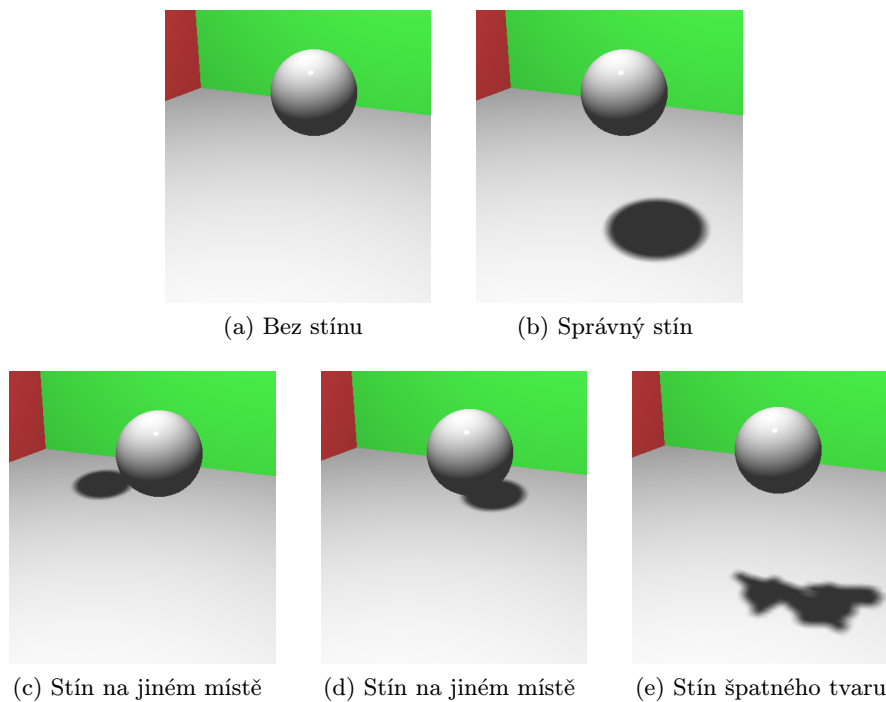 (a) Bez stínu
(b) Správný stín
(c) Stín na jiném místě
(d) Stín na jiném místě
(e) Stín špatného tvaru